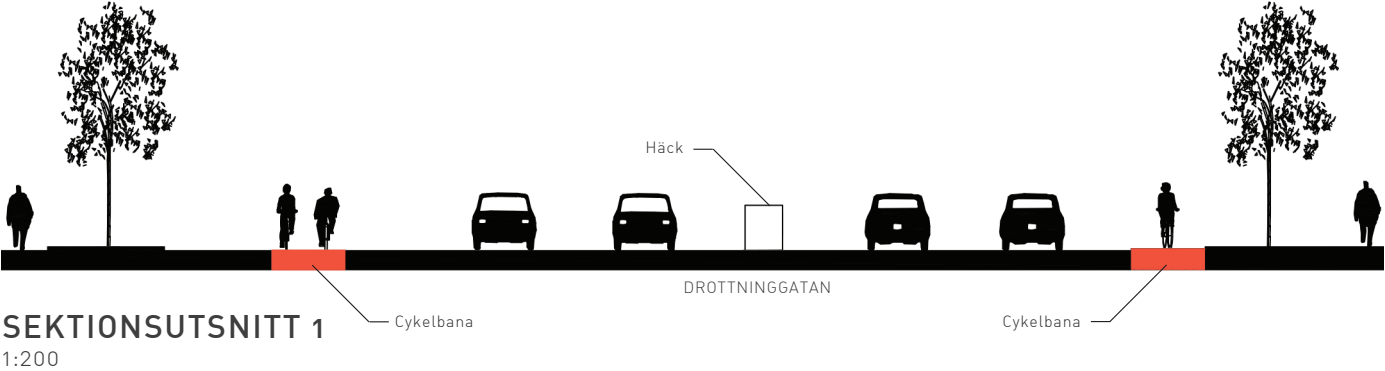 Häck
DROTTNINGGATAN
Cykelbana
Cykelbana
SEKTIONSUTSNITT 1
1:200